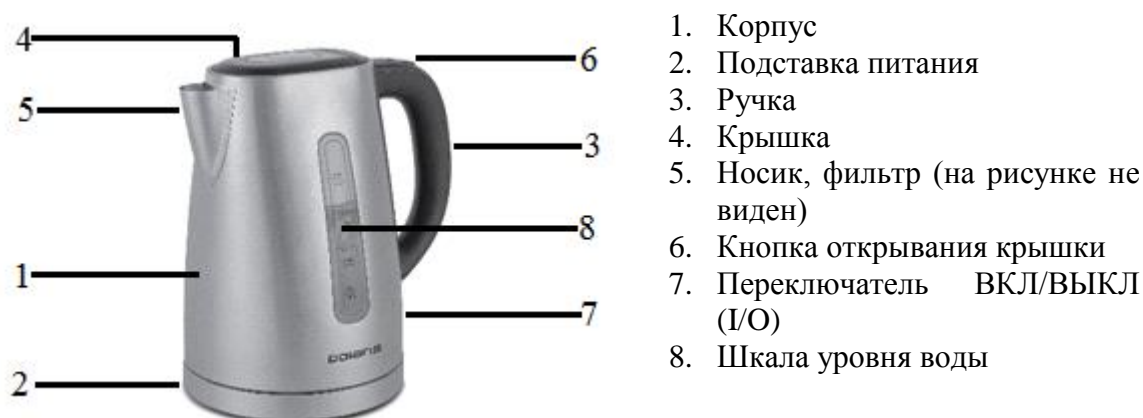 4
5
1
2
6
3
8
7
polaris
1. Корпус
2. Подставка питания
3. Ручка
4. Крышка
5. Носик, фильтр (на рисунке не
виден)
6. Кнопка открывания крышки
7. Переключатель ВКЛ/ВЫКЛ
(I/O)
8. Шкала уровня воды